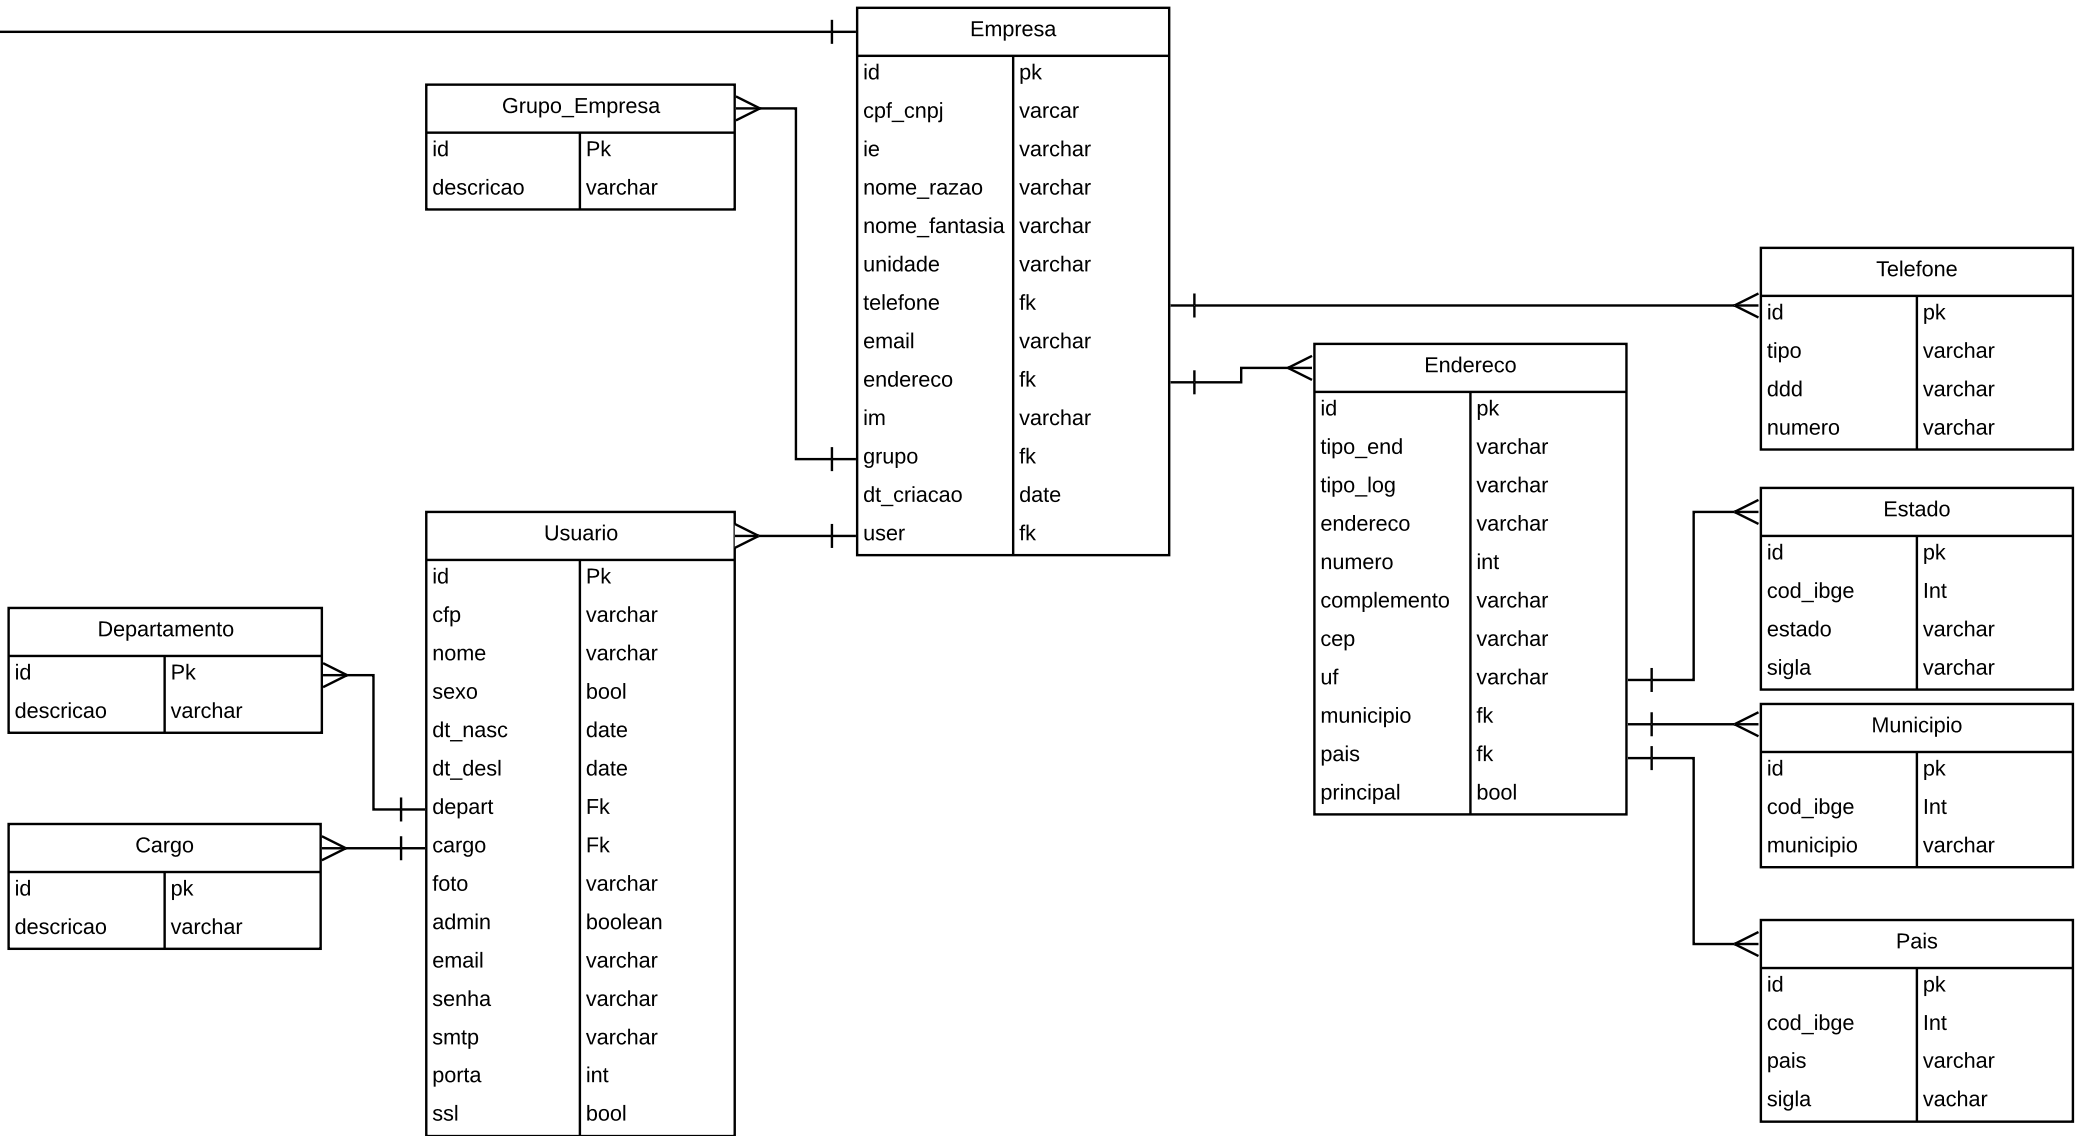 Empresa
id pk
cpf_cnpj varcar
ie varchar
nome_razao varchar
nome_fantasia varchar
unidade varchar
telefone fk
email varchar
endereco fk
im varchar
grupo fk
dt_criacao date
user fk
Grupo_Empresa
id Pk
descricao varchar
Telefone
id pk
tipo varchar
ddd varchar
numero varchar
Endereco
id pk
tipo_end varchar
tipo_log varchar
endereco varchar
numero int
complemento varchar
cep varchar
uf varchar
municipio fk
pais fk
principal bool
Estado
id pk
cod_ibge Int
estado varchar
sigla varchar
Usuario
id Pk
cfp varchar
nome varchar
sexo bool
dt_nasc date
dt_desl date
depart Fk
cargo Fk
foto varchar
admin boolean
email varchar
senha varchar
smtp varchar
porta int
ssl bool
Departamento
id Pk
descricao varchar
Cargo
id pk
descricao varchar
Municipio
id pk
cod_ibge Int
municipio varchar
Pais
id pk
cod_ibge Int
pais varchar
sigla vachar